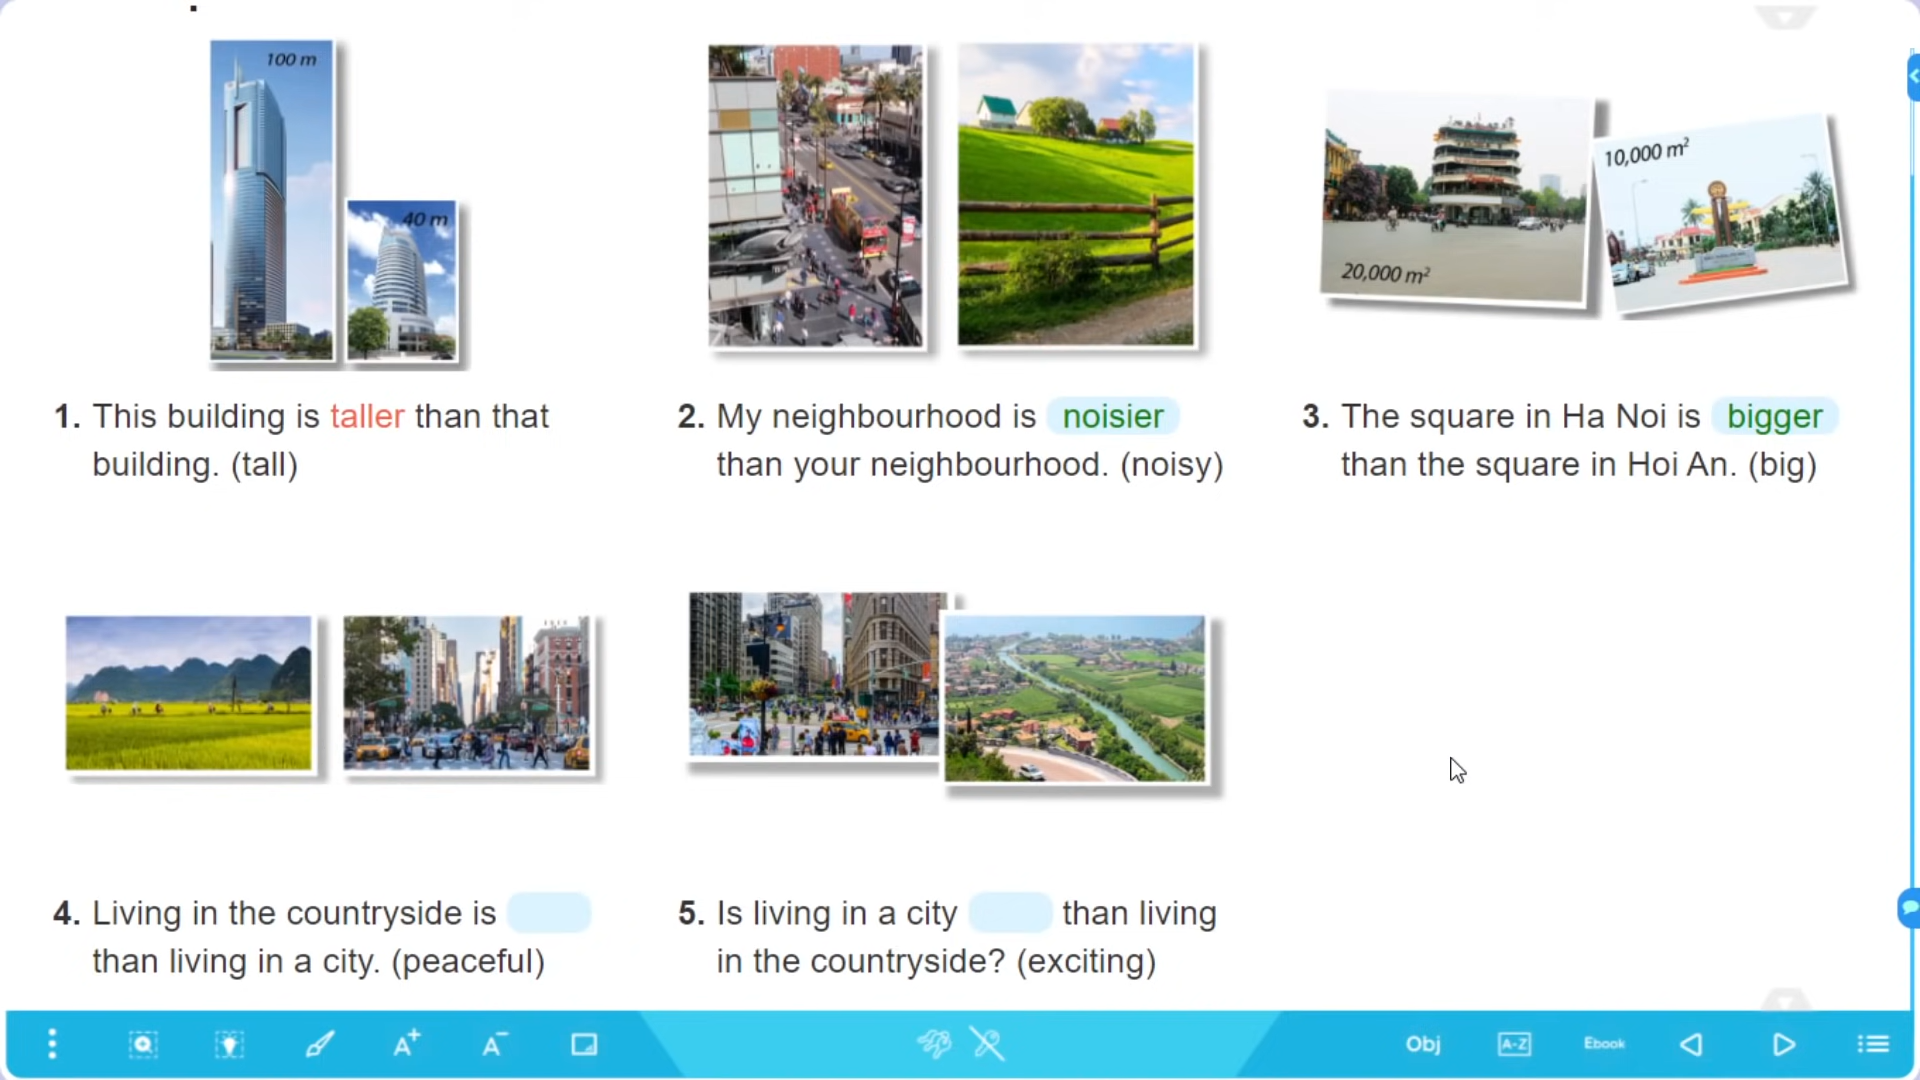 100 m
40 m
20,000 m²
10,000 m²
1. This building is taller than that
building. (tall)
2. My neighbourhood is noisier
than your neighbourhood. (noisy)
3. The square in Ha Noi is bigger
than the square in Hoi An. (big)
4. Living in the countryside is
than living in a city. (peaceful)
5. Is living in a city than living
in the countryside? (exciting)
A+ A- Obj A-Z Ebook